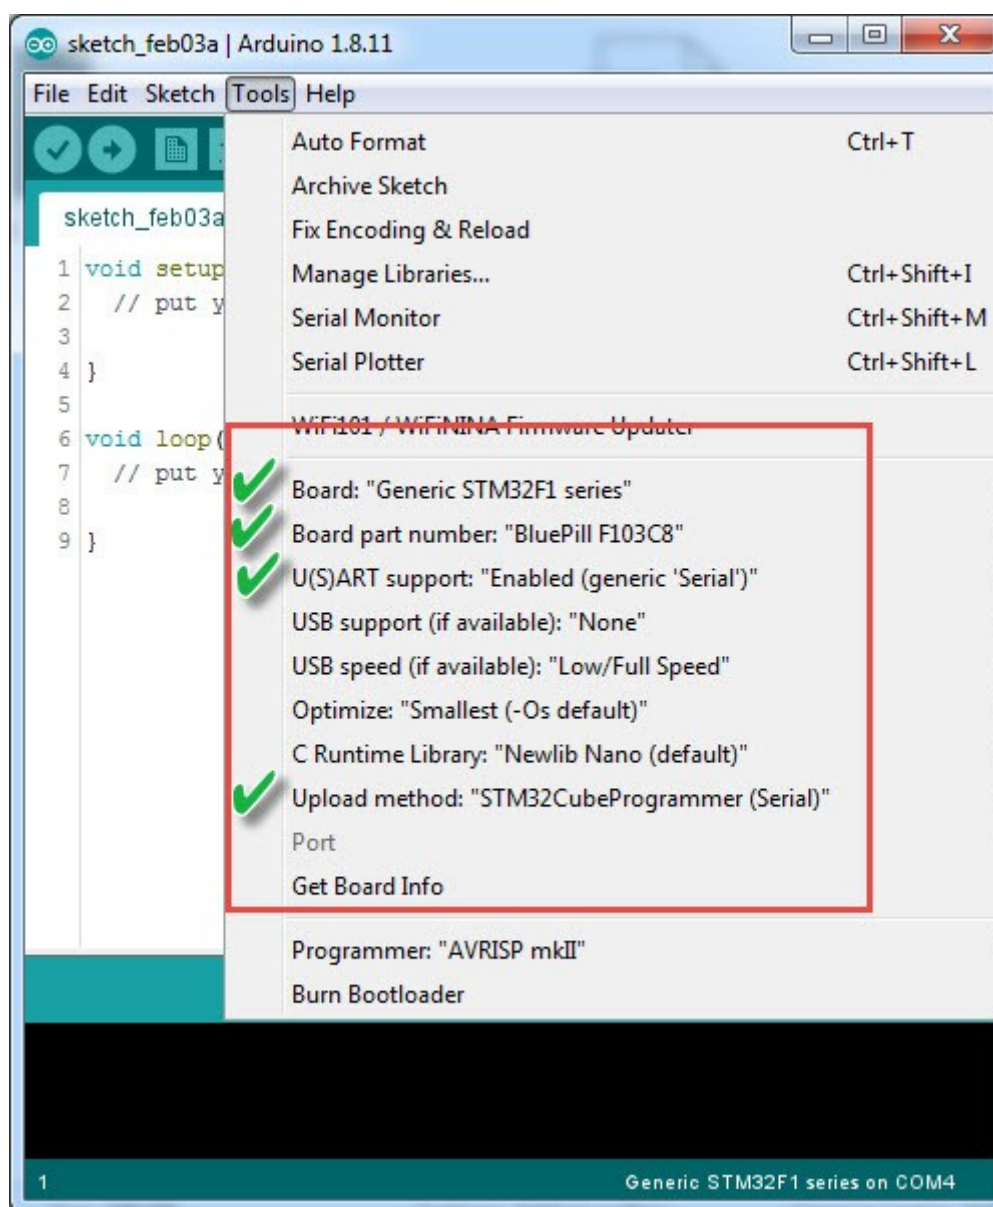 sketch_feb03a | Arduino 1.8.11
File Edit Sketch Tools Help
Auto Format Ctrl+T
Archive Sketch
sketch_feb03a
Fix Encoding & Reload
1 void setup
Manage Libraries... Ctrl+Shift+I
2 // put y
Serial Monitor Ctrl+Shift+M
3
Serial Plotter Ctrl+Shift+L
4 }
5
WiFi101 / WiFiNINA Firmware Updater
6 void loop(
7 // put y
Board: "Generic STM32F1 series"
8
Board part number: "BluePill F103C8"
9 }
U(S)ART support: "Enabled (generic 'Serial')"
USB support (if available): "None"
USB speed (if available): "Low/Full Speed"
Optimize: "Smallest (-Os default)"
C Runtime Library: "Newlib Nano (default)"
Upload method: "STM32CubeProgrammer (Serial)"
Port
Get Board Info
Programmer: "AVRISP mkII"
Burn Bootloader
1 Generic STM32F1 series on COM4